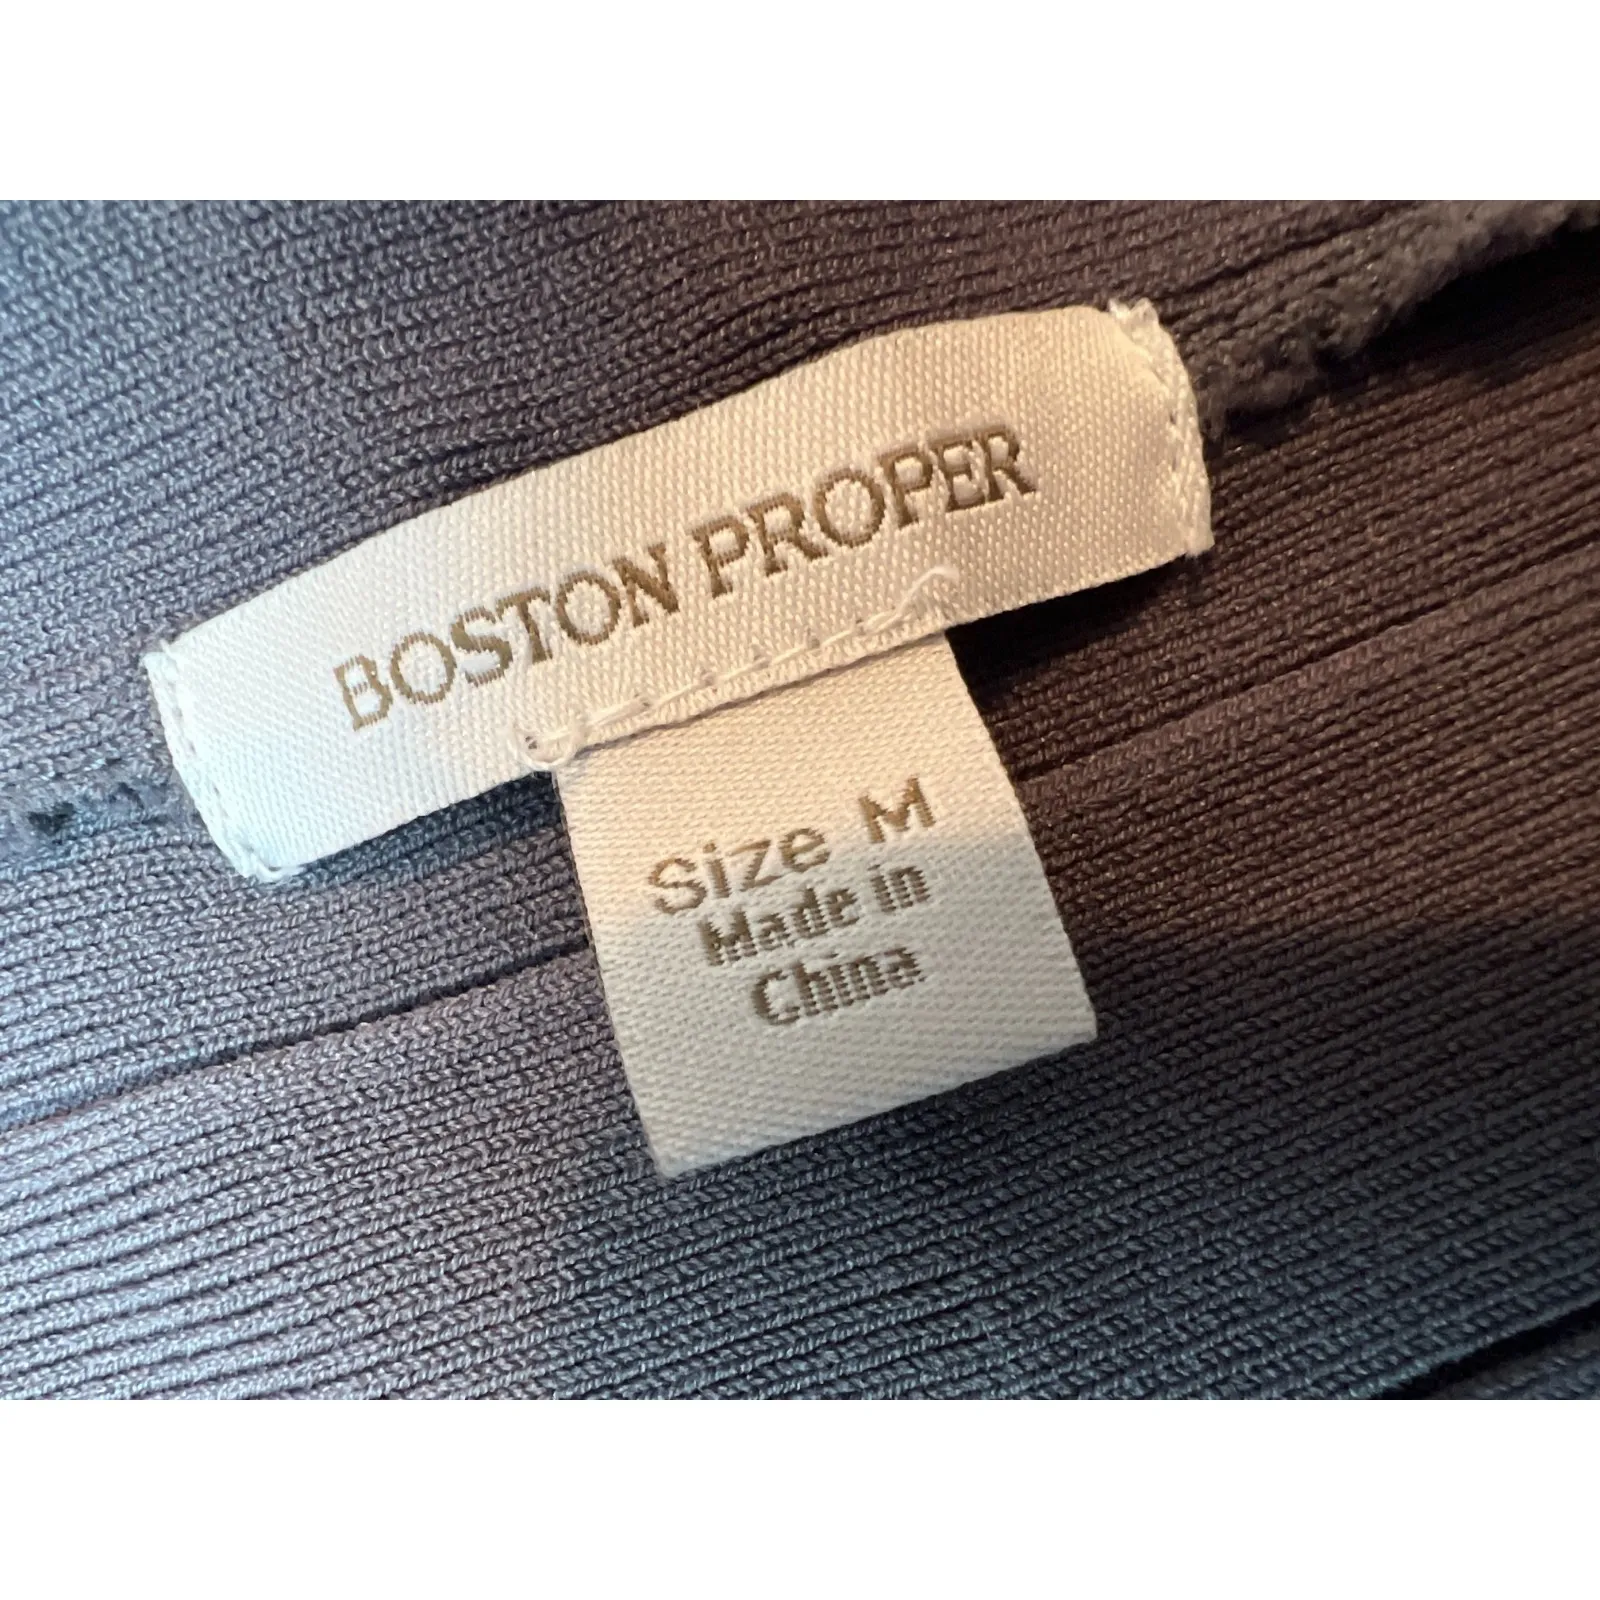 BOSTON PROPER
Size M
Made in
China